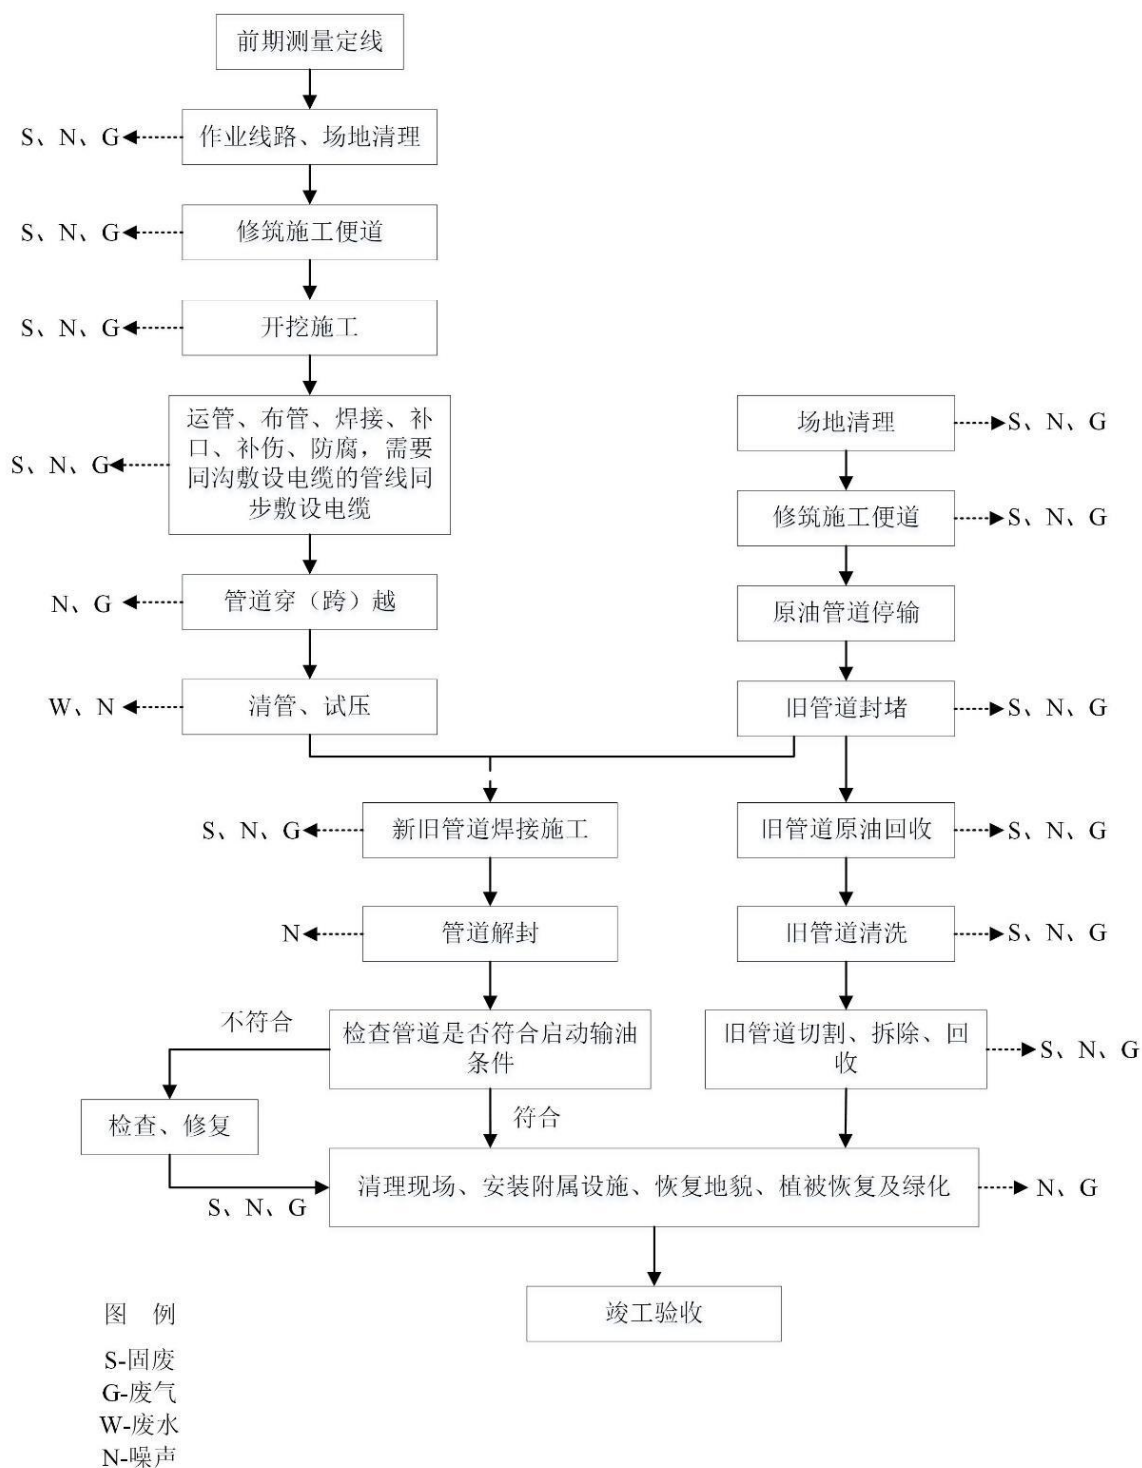 前期测量定线
S、N、G
作业线路、场地清理
S、N、G
修筑施工便道
S、N、G
开挖施工
S、N、G
运管、布管、焊接、补
口、补伤、防腐，需要
同沟敷设电缆的管线同
步敷设电缆
N、G
管道穿（跨）越
W、N
清管、试压
场地清理
S、N、G
修筑施工便道
S、N、G
原油管道停输
旧管道封堵
S、N、G
S、N、G
新旧管道焊接施工
旧管道原油回收
S、N、G
N
管道解封
旧管道清洗
S、N、G
不符合
检查管道是否符合启动输油
条件
旧管道切割、拆除、回
收
S、N、G
检查、修复
符合
S、N、G
清理现场、安装附属设施、恢复地貌、植被恢复及绿化
N、G
竣工验收
图 例
S-固废
G-废气
W-废水
N-噪声